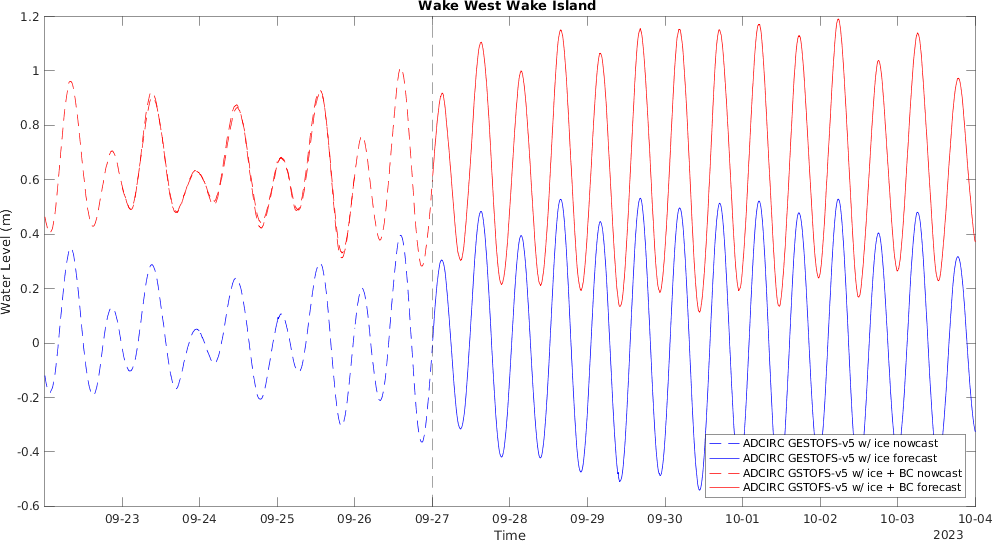 Wake West Wake Island
1.2
1
0.8
0.6
0.4
0.2
0
-0.2
-0.4
-0.6
Water Level (m)
ADCIRC GESTOFS-v5 w/ ice nowcast
ADCIRC GESTOFS-v5 w/ ice forecast
ADCIRC GSTOFS-v5 w/ ice + BC nowcast
ADCIRC GSTOFS-v5 w/ ice + BC forecast
09-23 09-24 09-25 09-26 09-27 09-28 09-29 09-30 10-01 10-02 10-03 10-04
Time
2023